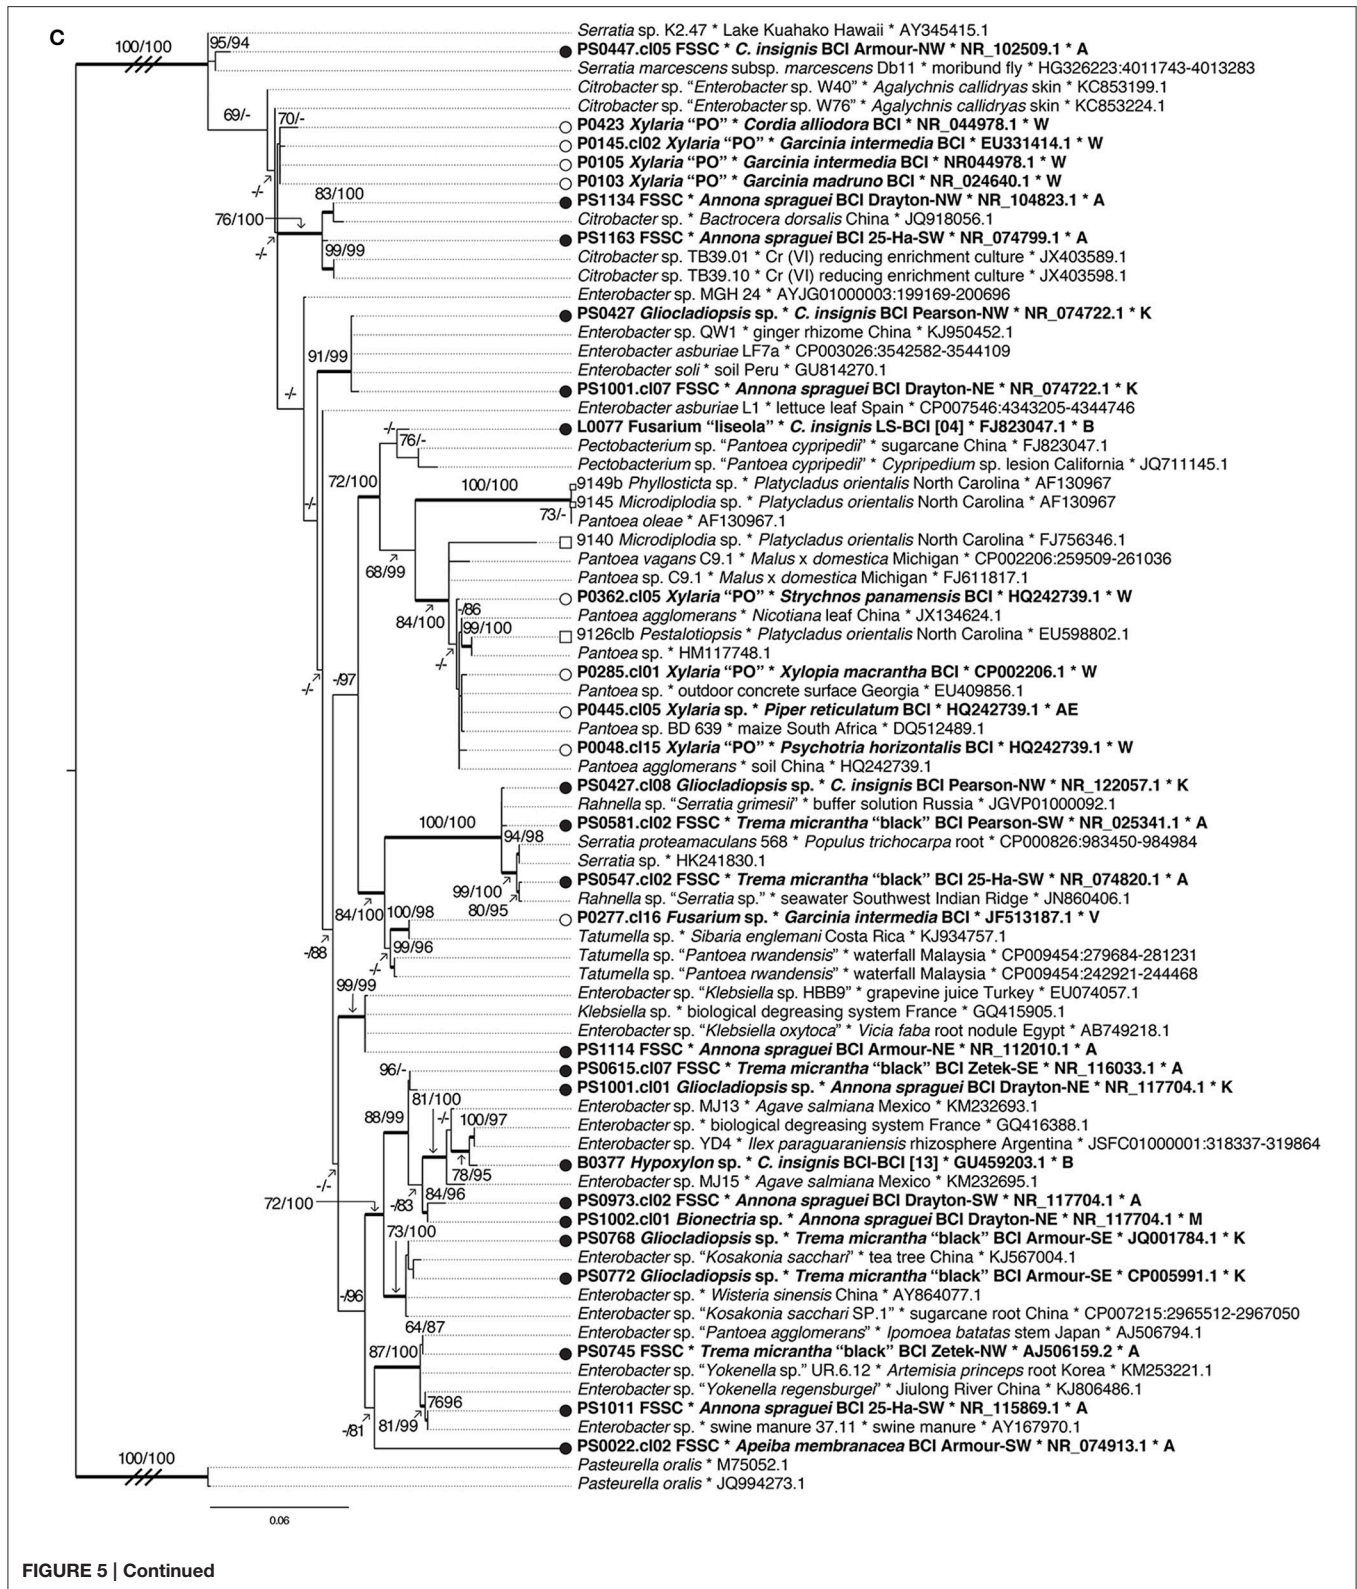 C
Serratia sp. K2.47 * Lake Kuahako Hawaii * AY345415.1
100/100
95/94
PS0447.cl05 FSSC * C. insignis BCI Armour-NW * NR_102509.1 * A
Serratia marcescens subsp. marcescens Db11 * moribund fly * HG326223:4011743-4013283
Citrobacter sp. “Enterobacter sp. W40” * Agalychnis callidryas skin * KC853199.1
Citrobacter sp. “Enterobacter sp. W76” * Agalychnis callidryas skin * KC853224.1
69/-
70/-
P0423 Xylaria “PO” * Cordia alliodora BCI * NR_044978.1 * W
P0145.cl02 Xylaria “PO” * Garcinia intermedia BCI * EU331414.1 * W
P0105 Xylaria “PO” * Garcinia intermedia BCI * NR044978.1 * W
P0103 Xylaria “PO” * Garcinia madruno BCI * NR_024640.1 * W
-/-
83/100
PS1134 FSSC * Annona spraguei BCI Drayton-NW * NR_104823.1 * A
76/100
Citrobacter sp. * Bactrocera dorsalis China * JQ918056.1
PS1163 FSSC * Annona spraguei BCI 25-Ha-SW * NR_074799.1 * A
-/-
99/99
Citrobacter sp. TB39.01 * Cr (VI) reducing enrichment culture * JX403589.1
Citrobacter sp. TB39.10 * Cr (VI) reducing enrichment culture * JX403598.1
Enterobacter sp. MGH 24 * AYJG01000003:199169-200696
PS0427 Gliocladiopsis sp. * C. insignis BCI Pearson-NW * NR_074722.1 * K
Enterobacter sp. QW1 * ginger rhizome China * KJ950452.1
91/99
Enterobacter asburiae LF7a * CP003026:3542582-3544109
Enterobacter soli * soil Peru * GU814270.1
-/-
PS1001.cl07 FSSC * Annona spraguei BCI Drayton-NE * NR_074722.1 * K
Enterobacter asburiae L1 * lettuce leaf Spain * CP007546:4343205-4344746
-/-
L0077 Fusarium “liseola” * C. insignis LS-BCI [04] * FJ823047.1 * B
76/-
Pectobacterium sp. “Pantoea cypripedii” * sugarcane China * FJ823047.1
Pectobacterium sp. “Pantoea cypripedii” * Cypripedium sp. lesion California * JQ711145.1
72/100
100/100
9149b Phyllosticta sp. * Platycladus orientalis North Carolina * AF130967
-/-
9145 Microdiplodia sp. * Platycladus orientalis North Carolina * AF130967
73/-
Pantoea oleae * AF130967.1
9140 Microdiplodia sp. * Platycladus orientalis North Carolina * FJ756346.1
Pantoea vagans C9.1 * Malus x domestica Michigan * CP002206:259509-261036
68/99
Pantoea sp. C9.1 * Malus x domestica Michigan * FJ611817.1
P0362.cl05 Xylaria “PO” * Strychnos panamensis BCI * HQ242739.1 * W
-/86
84/100
Pantoea agglomerans * Nicotiana leaf China * JX134624.1
99/100
9126clb Pestalotiopsis * Platycladus orientalis North Carolina * EU598802.1
-/-
Pantoea sp. * HM117748.1
-/-
-/97
P0285.cl01 Xylaria “PO” * Xylopia macrantha BCI * CP002206.1 * W
Pantoea sp. * outdoor concrete surface Georgia * EU409856.1
P0445.cl05 Xylaria sp. * Piper reticulatum BCI * HQ242739.1 * AE
Pantoea sp. BD 639 * maize South Africa * DQ512489.1
P0048.cl15 Xylaria “PO” * Psychotria horizontalis BCI * HQ242739.1 * W
Pantoea agglomerans * soil China * HQ242739.1
PS0427.cl08 Gliocladiopsis sp. * C. insignis BCI Pearson-NW * NR_122057.1 * K
Rahnella sp. “Serratia grimesii” * buffer solution Russia * JGVP01000092.1
100/100
PS0581.cl02 FSSC * Trema micrantha “black” BCI Pearson-SW * NR_025341.1 * A
94/98
Serratia proteamaculans 568 * Populus trichocarpa root * CP000826:983450-984984
Serratia sp. * HK241830.1
PS0547.cl02 FSSC * Trema micrantha “black” BCI 25-Ha-SW * NR_074820.1 * A
99/100
Rahnella sp. “Serratia sp.” * seawater Southwest Indian Ridge * JN860406.1
80/95
84/100
100/98
P0277.cl16 Fusarium sp. * Garcinia intermedia BCI * JF513187.1 * V
Tatumella sp. * Sibaria englemani Costa Rica * KJ934757.1
-/88
99/96
Tatumella sp. “Pantoea rwandensis” * waterfall Malaysia * CP009454:279684-281231
-/-
Tatumella sp. “Pantoea rwandensis” * waterfall Malaysia * CP009454:242921-244468
99/99
Enterobacter sp. “Klebsiella sp. HBB9” * grapevine juice Turkey * EU074057.1
Klebsiella sp. * biological degreasing system France * GQ415905.1
Enterobacter sp. “Klebsiella oxytoca” * Vicia faba root nodule Egypt * AB749218.1
PS1114 FSSC * Annona spraguei BCI Armour-NE * NR_112010.1 * A
96/-
PS0615.cl07 FSSC * Trema micrantha “black” BCI Zetek-SE * NR_116033.1 * A
PS1001.cl01 Gliocladiopsis sp. * Annona spraguei BCI Drayton-NE * NR_117704.1 * K
81/100
Enterobacter sp. MJ13 * Agave salmiana Mexico * KM232693.1
88/99
-/-
100/97
Enterobacter sp. * biological degreasing system France * GQ416388.1
Enterobacter sp. YD4 * Ilex paraguaraniensis rhizosphere Argentina * JSFC01000001:318337-319864
B0377 Hypoxylon sp. * C. insignis BCI-BCI [13] * GU459203.1 * B
78/95
-/-
Enterobacter sp. MJ15 * Agave salmiana Mexico * KM232695.1
84/96
72/100
-/83
PS0973.cl02 FSSC * Annona spraguei BCI Drayton-SW * NR_117704.1 * A
PS1002.cl01 Bionectria sp. * Annona spraguei BCI Drayton-NE * NR_117704.1 * M
73/100
PS0768 Gliocladiopsis sp. * Trema micrantha “black” BCI Armour-SE * JQ001784.1 * K
Enterobacter sp. “Kosakonia sacchari” * tea tree China * KJ567004.1
PS0772 Gliocladiopsis sp. * Trema micrantha “black” BCI Armour-SE * CP005991.1 * K
-/96
Enterobacter sp. * Wisteria sinensis China * AY864077.1
Enterobacter sp. “Kosakonia sacchari SP.1” * sugarcane root China * CP007215:2965512-2967050
64/87
Enterobacter sp. “Pantoea agglomerans” * Ipomoea batatas stem Japan * AJ506794.1
87/100
PS0745 FSSC * Trema micrantha “black” BCI Zetek-NW * AJ506159.2 * A
Enterobacter sp. “Yokenella sp.” UR.6.12 * Artemisia princeps root Korea * KM253221.1
Enterobacter sp. “Yokenella regensburgei” * Jiulong River China * KJ806486.1
7696
PS1011 FSSC * Annona spraguei BCI 25-Ha-SW * NR_115869.1 * A
-/81
81/99
Enterobacter sp. * swine manure 37.11 * swine manure * AY167970.1
PS0022.cl02 FSSC * Apeiba membranacea BCI Armour-SW * NR_074913.1 * A
100/100
Pasteurella oralis * M75052.1
Pasteurella oralis * JQ994273.1
0.06
FIGURE 5 | Continued